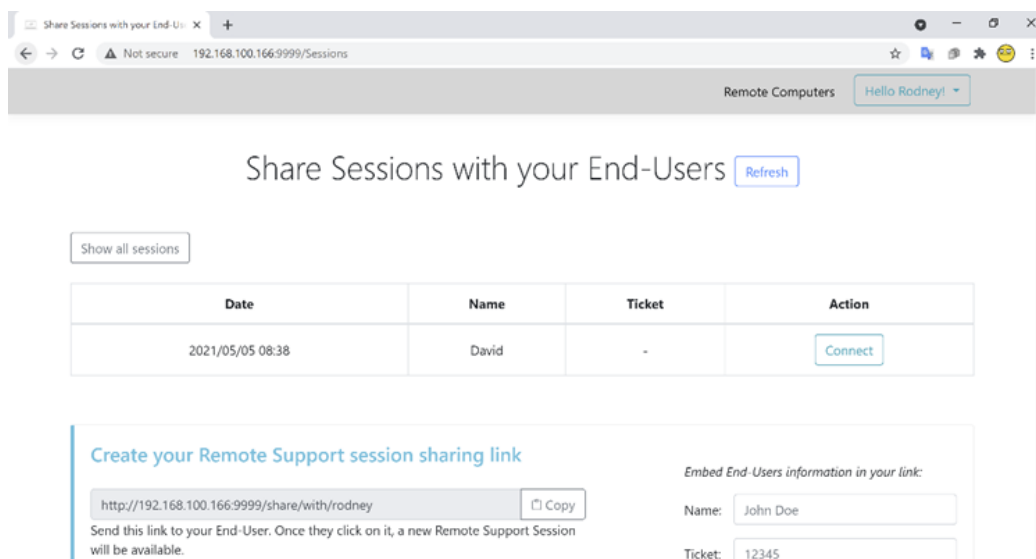 Share Sessions with your End-Us
Not secure 192.168.100.166:9999/Sessions
Remote Computers Hello Rodney!
Share Sessions with your End-Users Refresh
Show all sessions
Date Name Ticket Action
2021/05/05 08:38 David - Connect
Create your Remote Support session sharing link
Embed End-Users information in your link:
http://192.168.100.166:9999/share/with/rodney Copy
Name: John Doe
Send this link to your End-User. Once they click on it, a new Remote Support Session
will be available.
Ticket: 12345